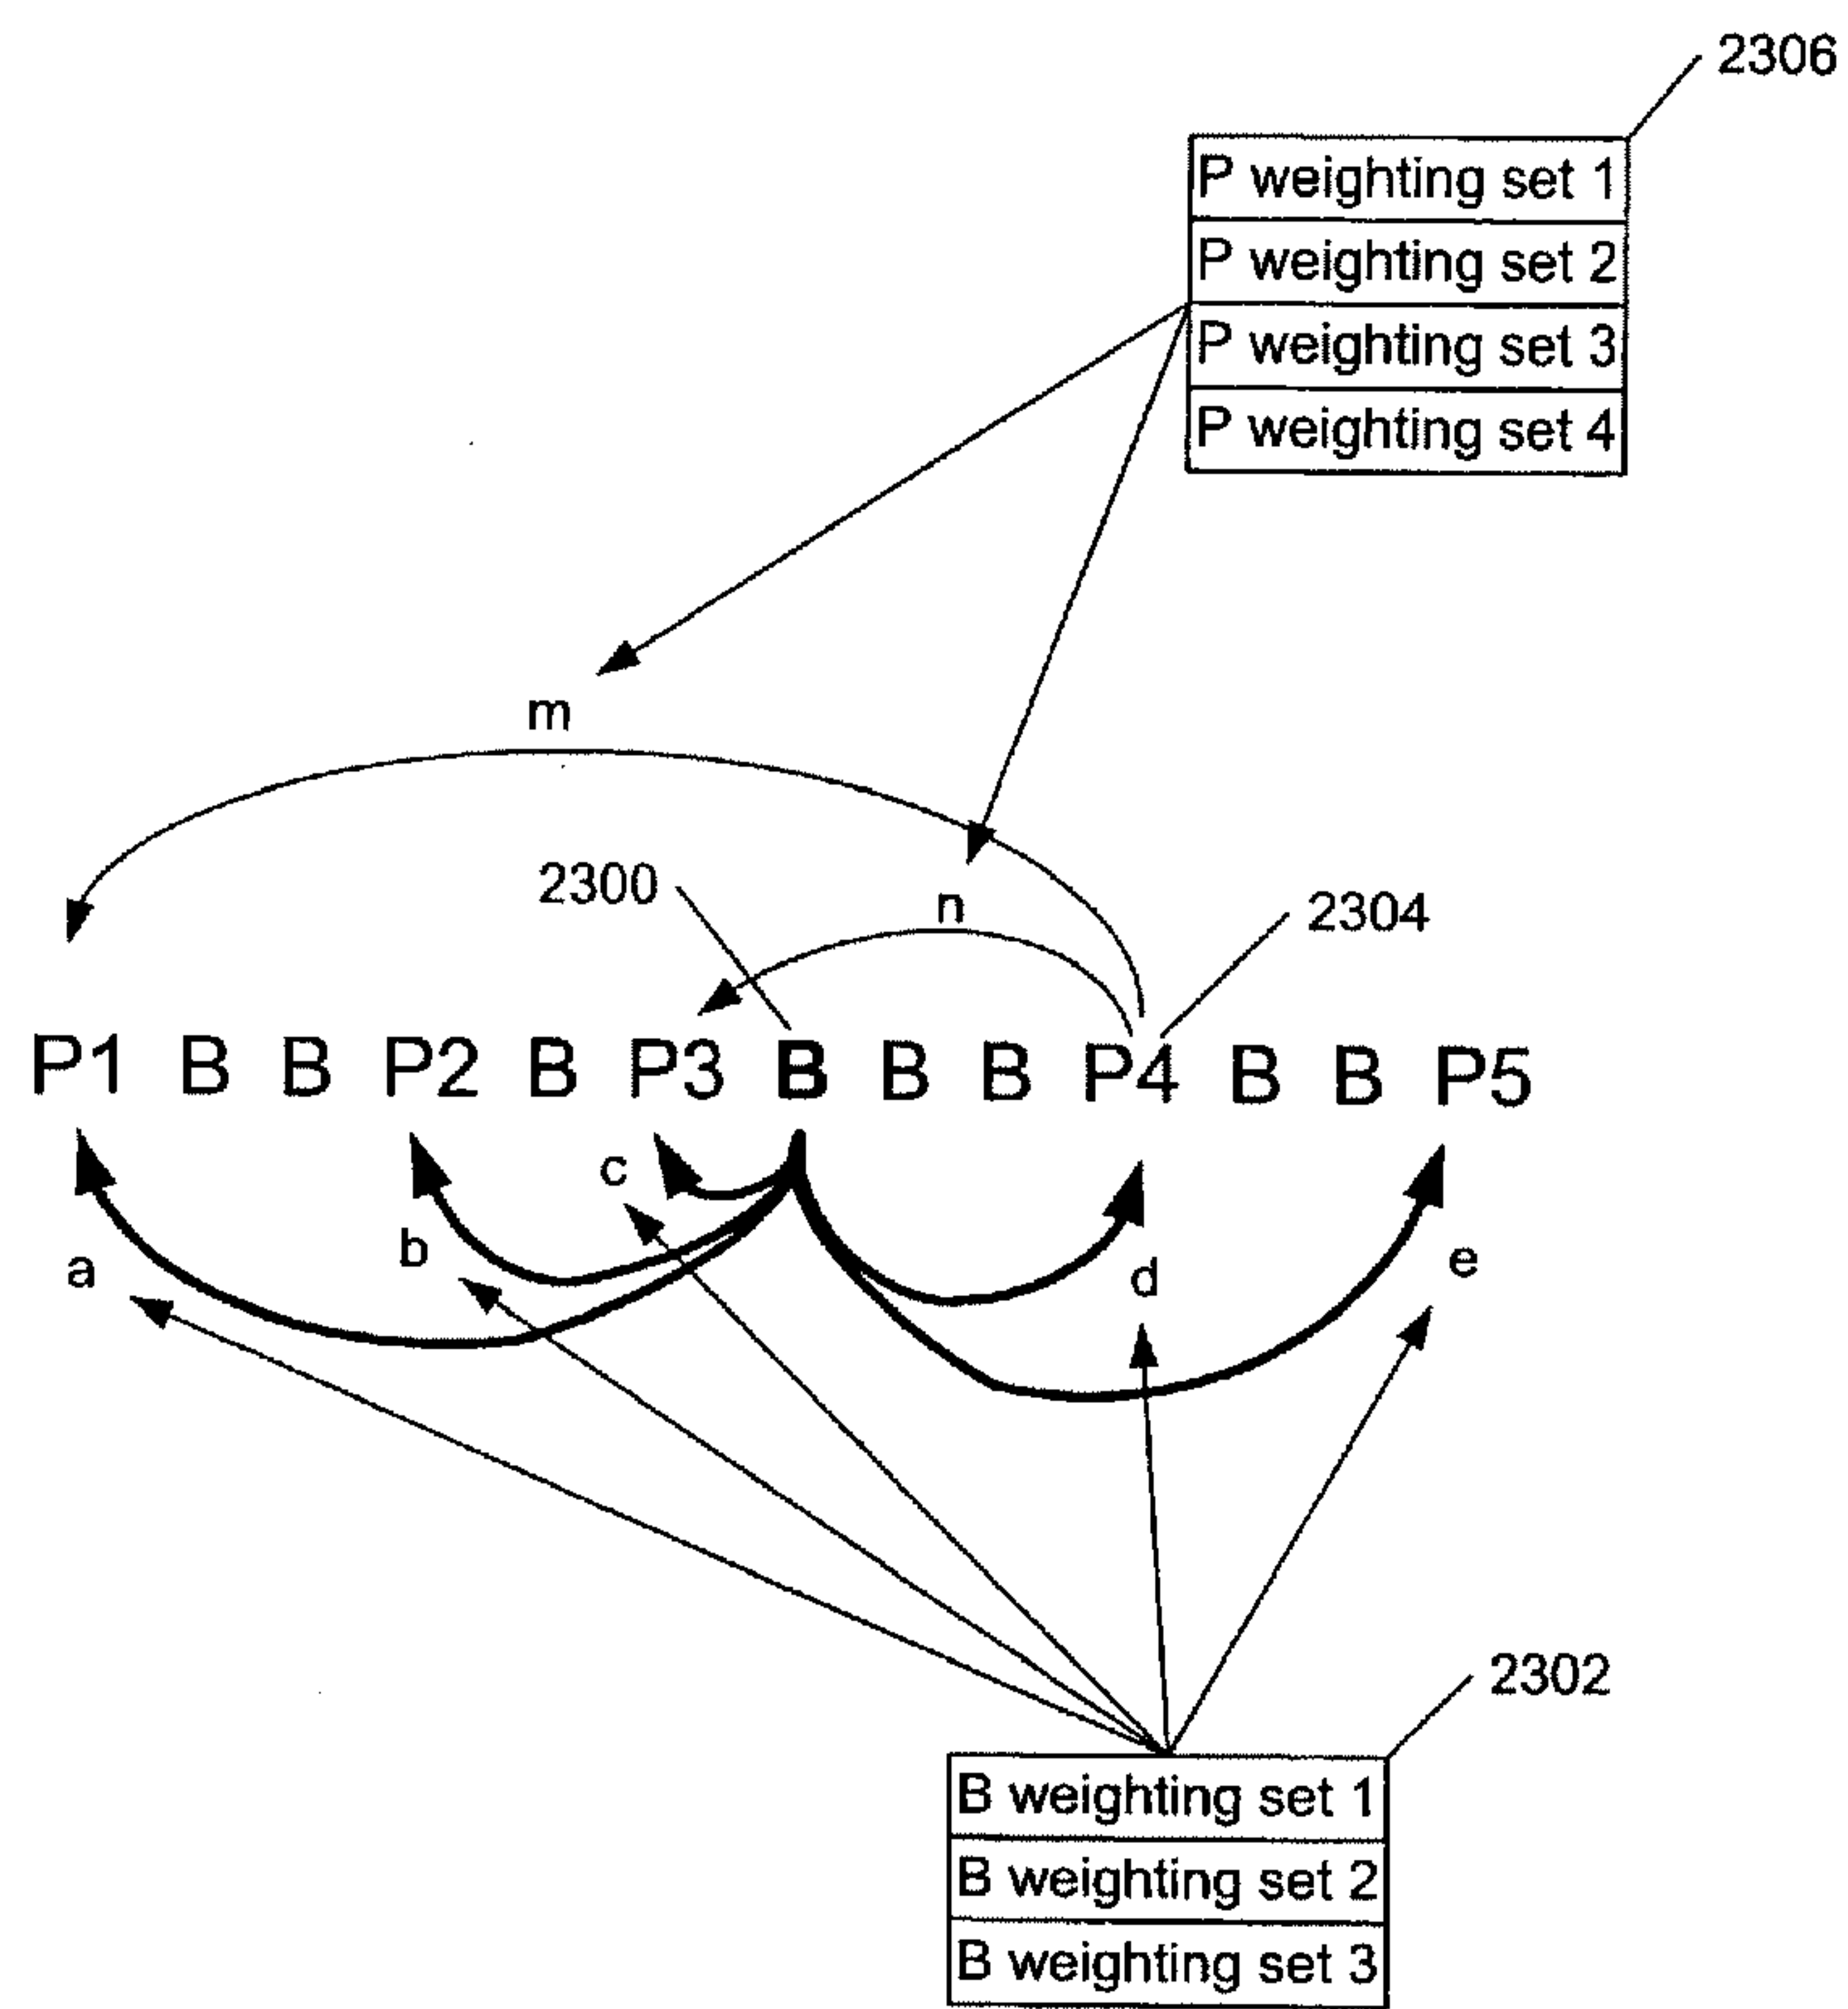 2306
P weighting set 1
P weighting set 2
P weighting set 3
P weighting set 4
m
2300
n
2304
P1 B B P2 B P3 B B B P4 B B P5
c
b
a
d
e
2302
B weighting set 1
B weighting set 2
B weighting set 3